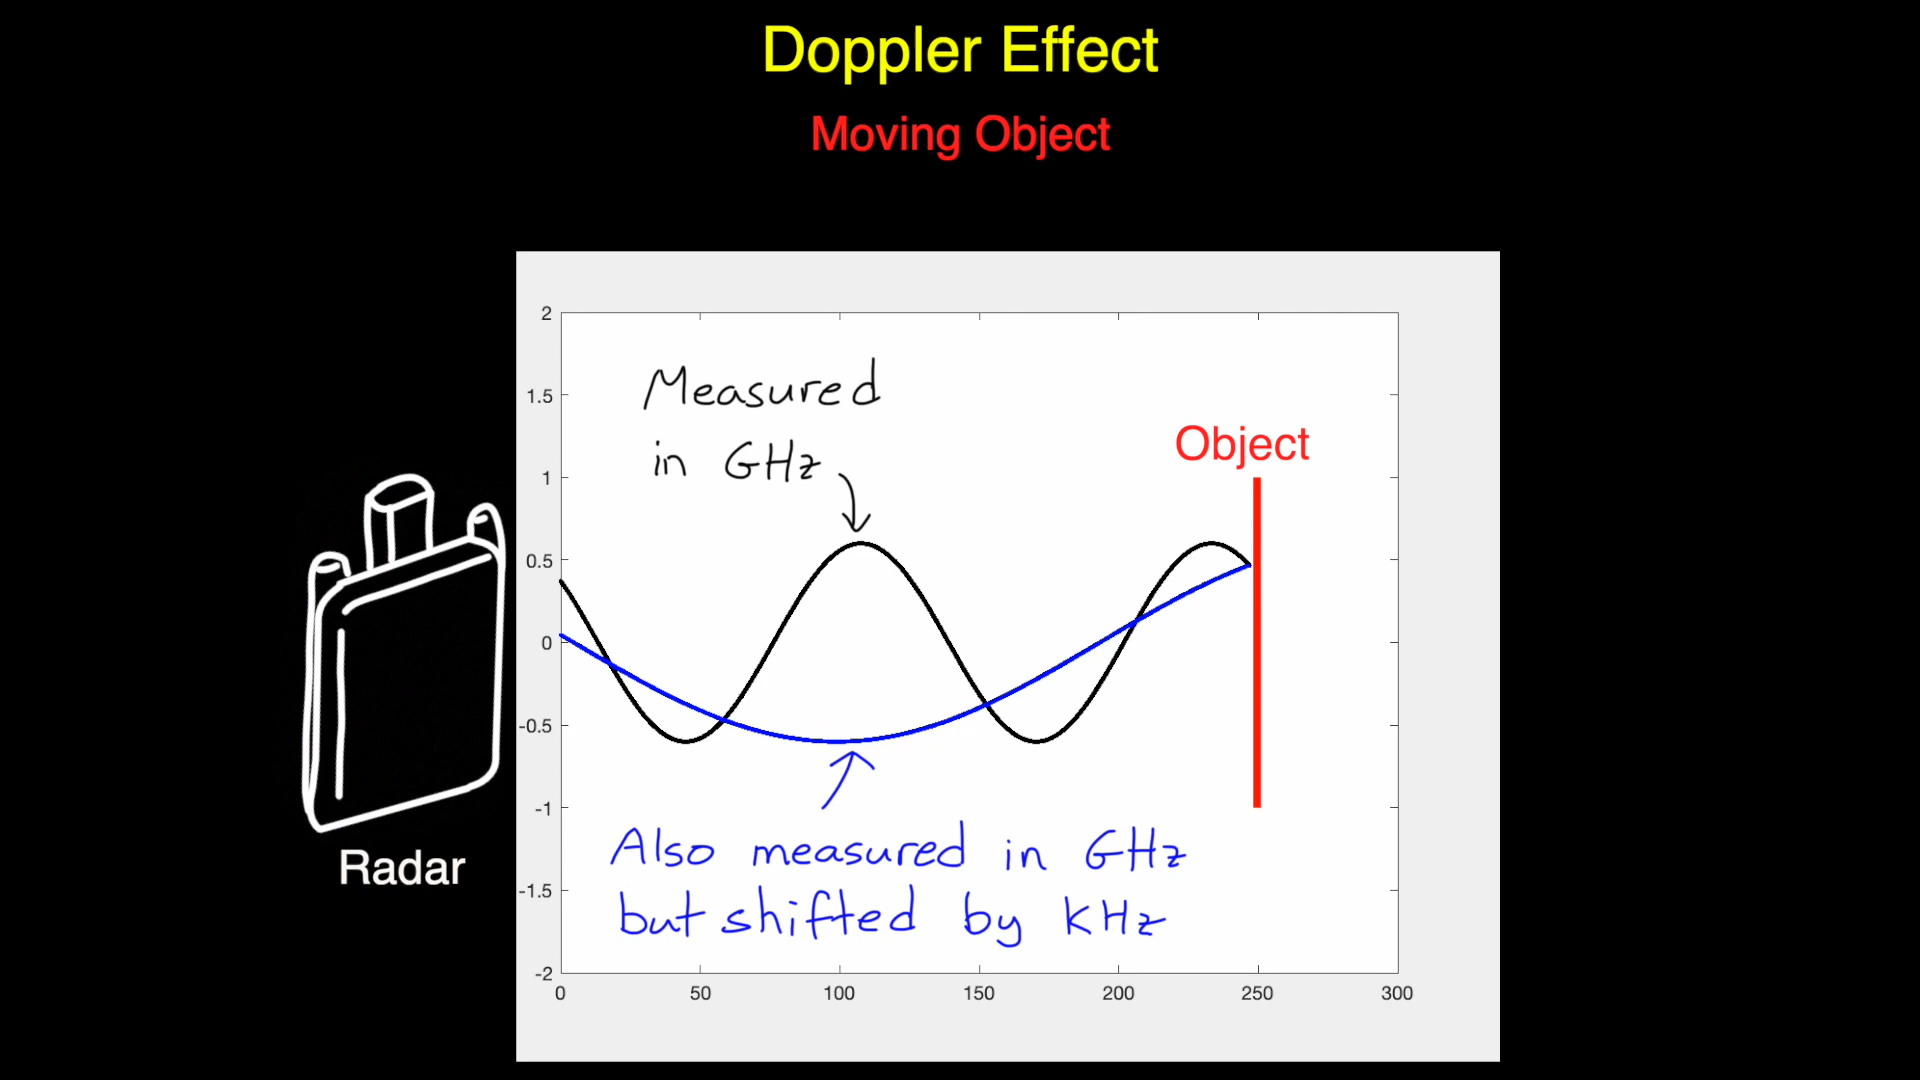 Doppler Effect
Moving Object
2
1.5
1
0.5
0
-0.5
-1
-1.5
-2
Measured
in GHz
Object
Also measured in GHz
but shifted by kHz
0 50 100 150 200 250 300
Radar